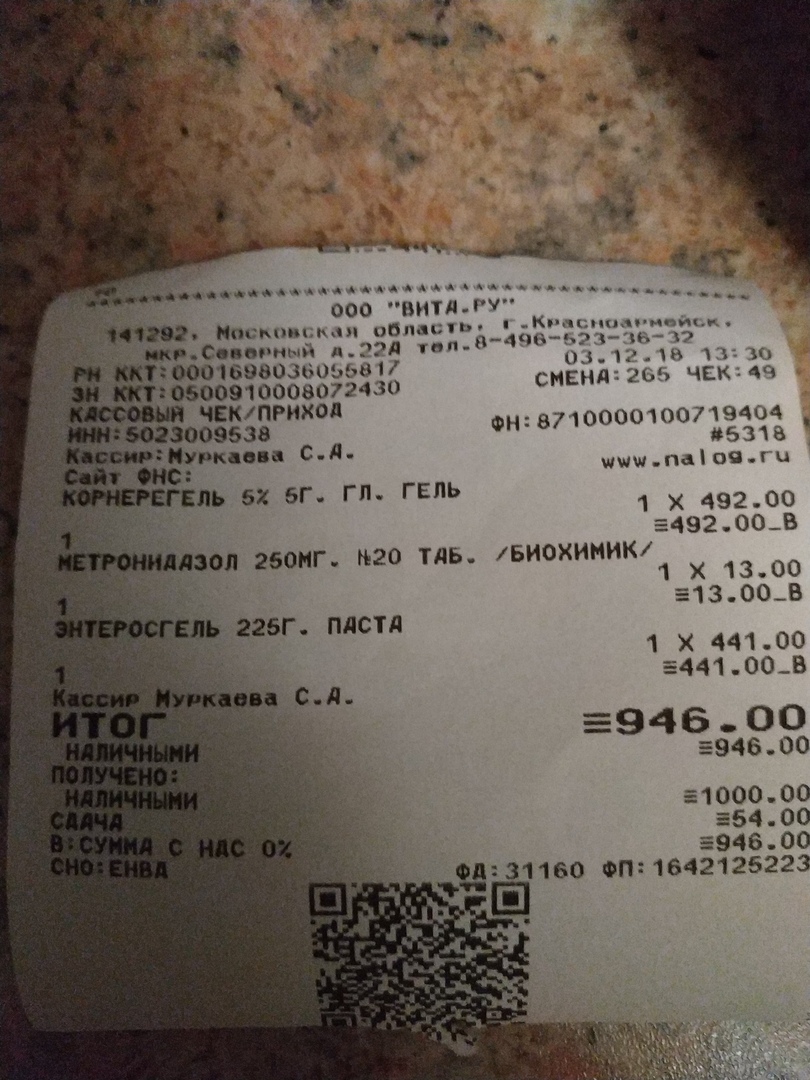 ООО "ВИТА.РУ"
141292, Московская область, г.Красноармейск,
мкр.Северный д.22А тел.8-496-523-36-32
03.12.18 13:30
РН ККТ:0001698036055817
СМЕНА:265 ЧЕК:49
ЗН ККТ:0500910008072430
КАССОВЫЙ ЧЕК/ПРИХОД
ФН:8710000100719404
ИНН:5023009538
#5318
Кассир:Муркаева С.А.
www.nalog.ru
Сайт ФНС:
КОРНЕРЕГЕЛЬ 5% 5Г. ГЛ. ГЕЛЬ
1 X 492.00
≡492.00_В
1
МЕТРОНИДАЗОЛ 250МГ. №20 ТАБ. /БИОХИМИК/
1 X 13.00
≡13.00_В
1
ЭНТЕРОСГЕЛЬ 225Г. ПАСТА
1 X 441.00
≡441.00_В
1
Кассир Муркаева С.А.
ИТОГ ≡946.00
НАЛИЧНЫМИ ≡946.00
ПОЛУЧЕНО:
НАЛИЧНЫМИ ≡1000.00
СДАЧА ≡54.00
В:СУММА С НДС 0% ≡946.00
СНО:ЕНВД ФД:31160 ФП:1642125223